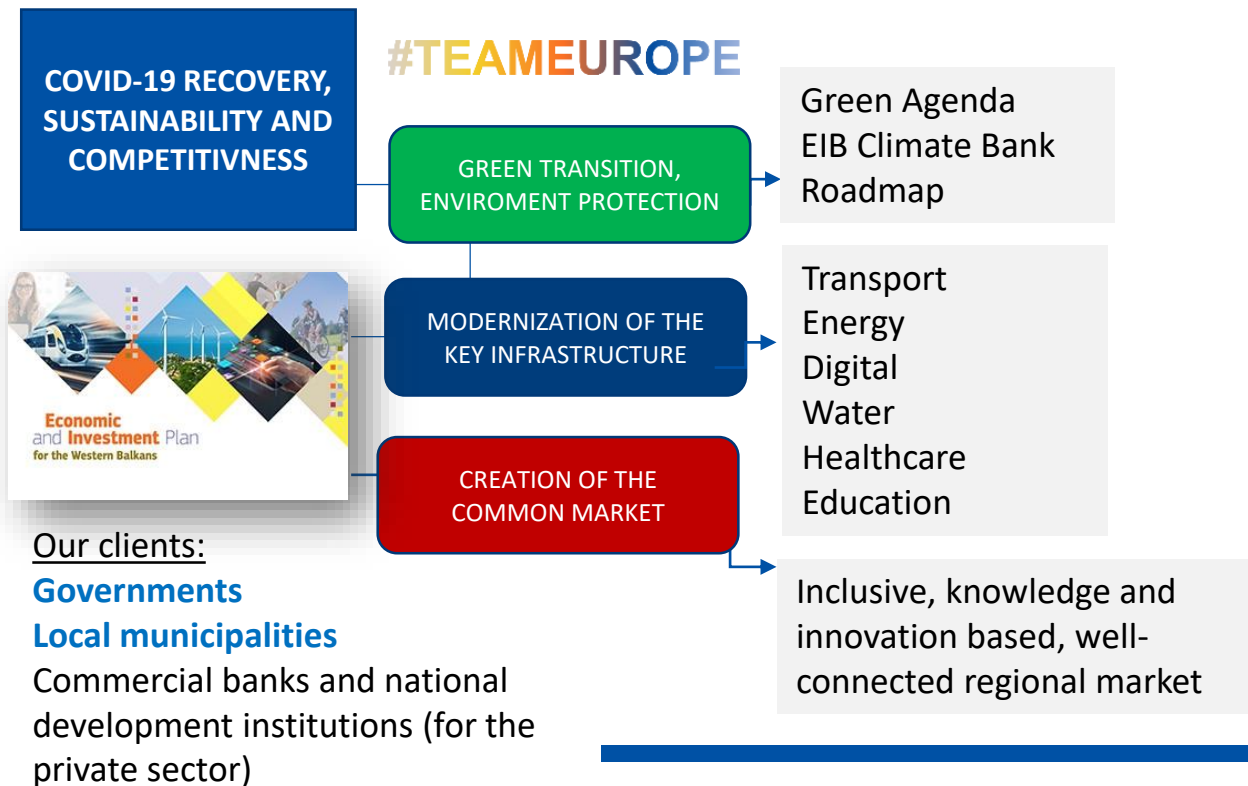 COVID-19 RECOVERY,
SUSTAINABILITY AND
COMPETITIVNESS
#TEAMEUROPE
GREEN TRANSITION,
ENVIROMENT PROTECTION
Green Agenda
EIB Climate Bank
Roadmap
MODERNIZATION OF THE
KEY INFRASTRUCTURE
Transport
Energy
Digital
Water
Healthcare
Education
Economic
and Investment Plan
for the Western Balkans
CREATION OF THE
COMMON MARKET
Inclusive, knowledge and
innovation based, well-
connected regional market
Our clients:
Governments
Local municipalities
Commercial banks and national
development institutions (for the
private sector)